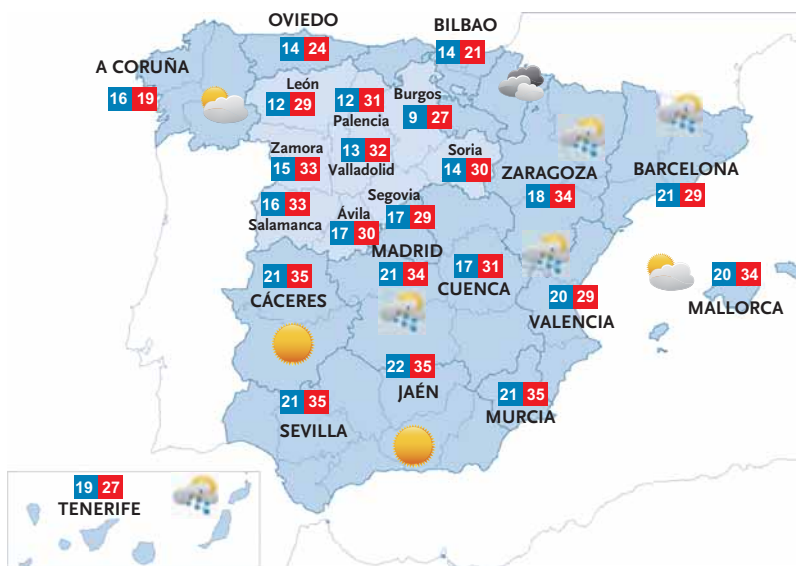 OVIEDO
14 24
BILBAO
14 21
A CORUÑA
16 19
León
12 29
12 31
Palencia
Burgos
9 27
Zamora
15 33
13 32
Valladolid
Soria
14 30
ZARAGOZA
18 34
BARCELONA
21 29
16 33
Salamanca
Segovia
17 29
Ávila
17 30
MADRID
21 34
17 31
CUENCA
21 35
CÁCERES
20 29
VALENCIA
20 34
MALLORCA
22 35
JAÉN
21 35
SEVILLA
21 35
MURCIA
19 27
TENERIFE